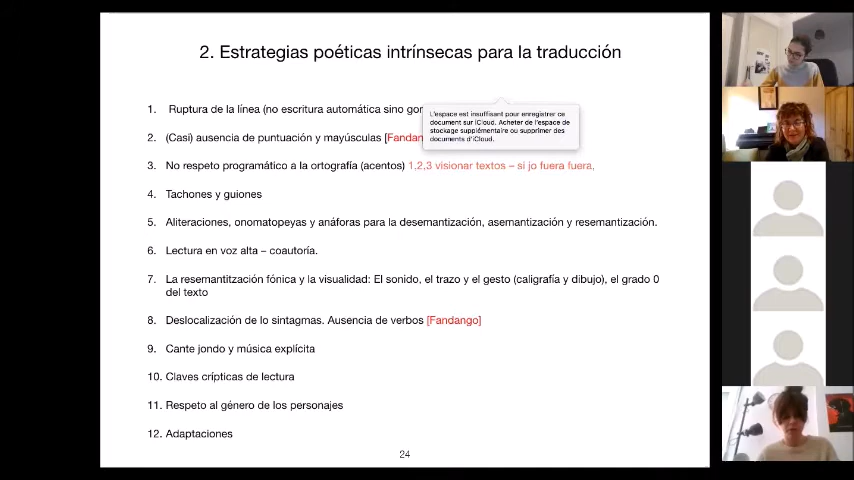 2. Estrategias poéticas intrínsecas para la traducción
1. Ruptura de la línea (no escritura automática sino
2. (Casi) ausencia de puntuación y mayúsculas
L'espace est insuffisant pour enregistrer ce
document sur iCloud. Acheter de l'espace de
stockage supplémentaire ou supprimer des
documents d'iCloud.
3. No respeto programático a la ortografía (acentos) 1,2,3 visionar textos – si jo fuera fuera,
4. Tachones y guiones
5. Aliteraciones, onomatopeyas y anáforas para la desemantización, asemantización y resemantización.
6. Lectura en voz alta – coautoría.
7. La resemantitzación fónica y la visualidad: El sonido, el trazo y el gesto (caligrafía y dibujo), el grado 0
del texto
8. Deslocalización de lo sintagmas. Ausencia de verbos [Fandango]
9. Cante jondo y música explícita
10. Claves crípticas de lectura
11. Respeto al género de los personajes
12. Adaptaciones
24